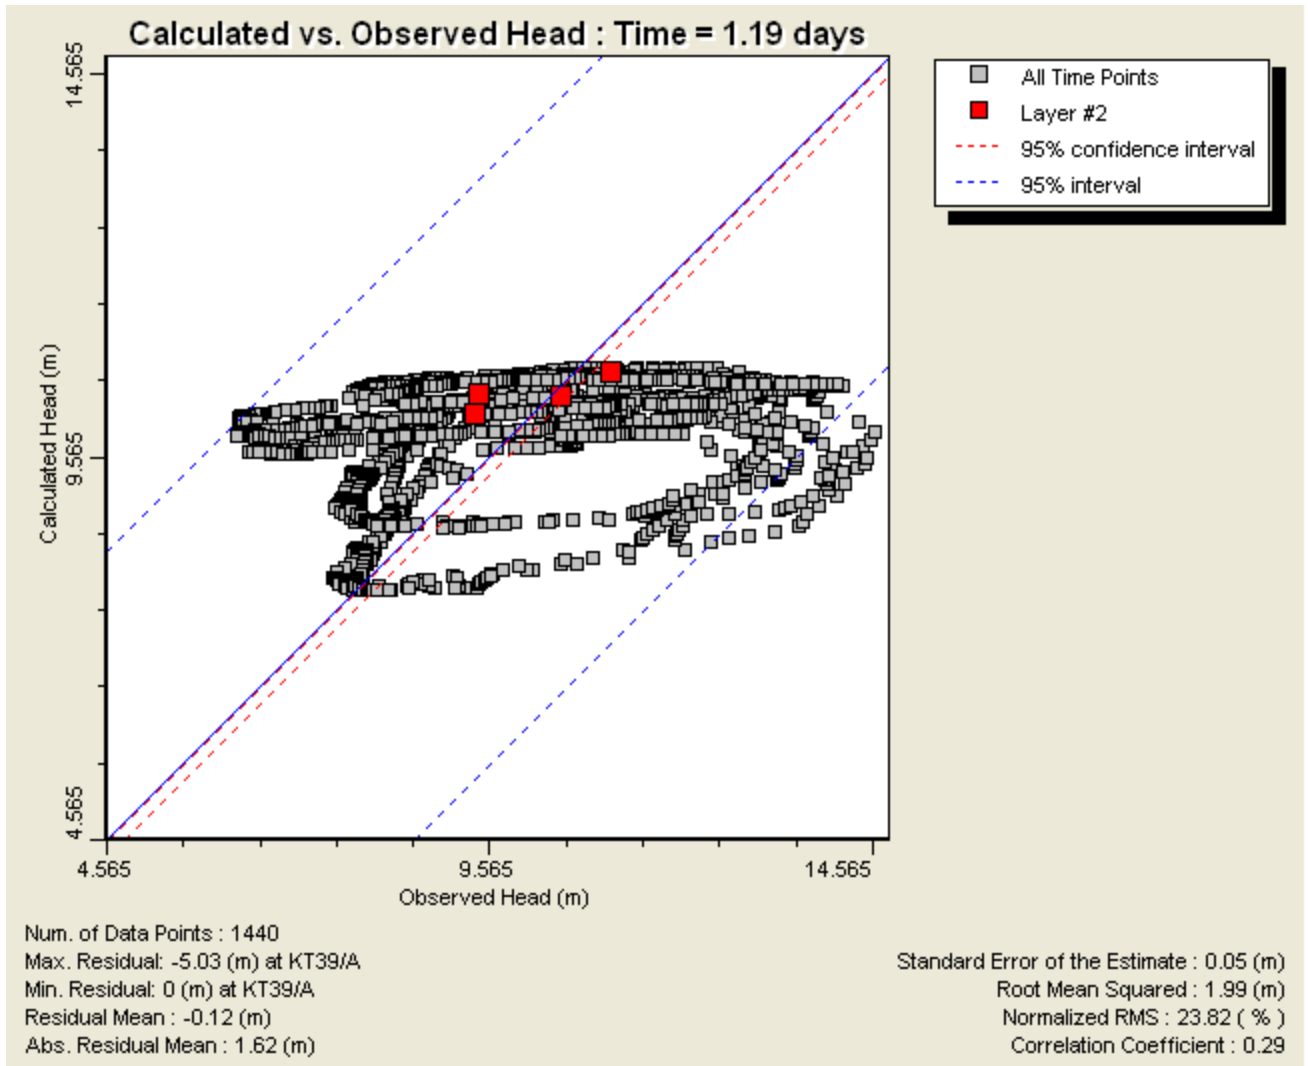 Calculated vs. Observed Head : Time = 1.19 days
All Time Points
Layer #2
95% confidence interval
95% interval
14.565
9.565
4.565
Calculated Head (m)
4.565
9.565
14.565
Observed Head (m)
Num. of Data Points : 1440
Max. Residual: -5.03 (m) at KT39/A
Min. Residual: 0 (m) at KT39/A
Residual Mean : -0.12 (m)
Abs. Residual Mean : 1.62 (m)
Standard Error of the Estimate : 0.05 (m)
Root Mean Squared : 1.99 (m)
Normalized RMS : 23.82 ( % )
Correlation Coefficient : 0.29